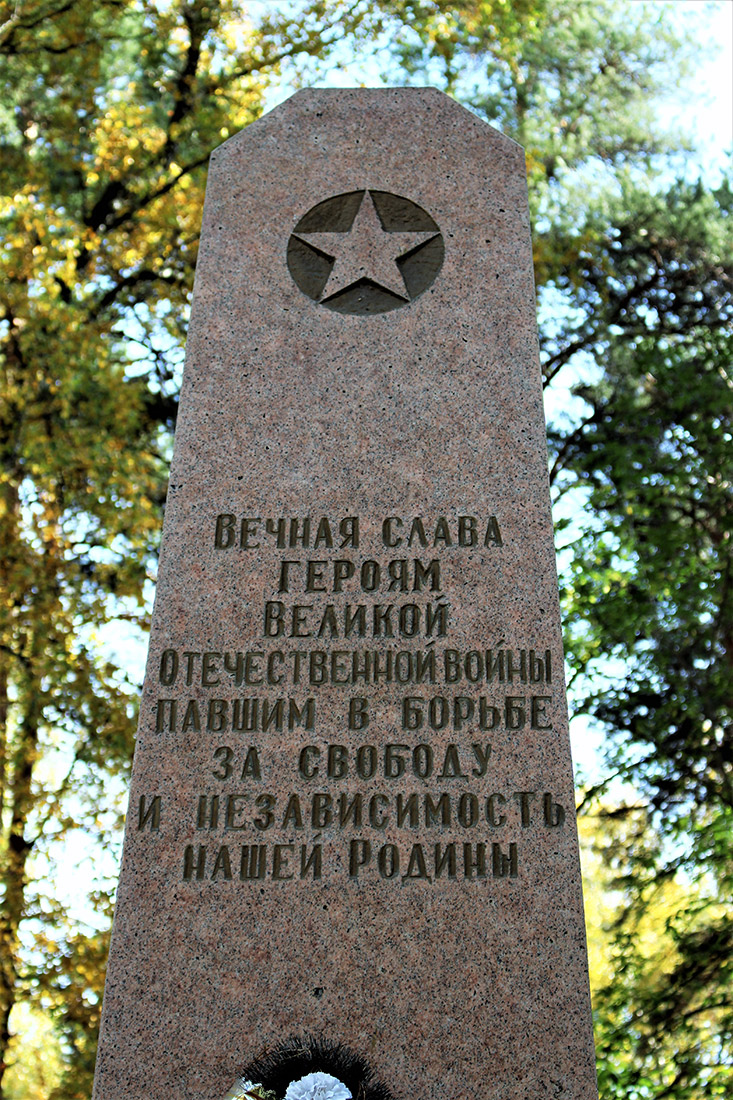 Вечная слава
героям
Великой
Отечественной войны
павшим в борьбе
за свободу
и независимость
нашей Родины